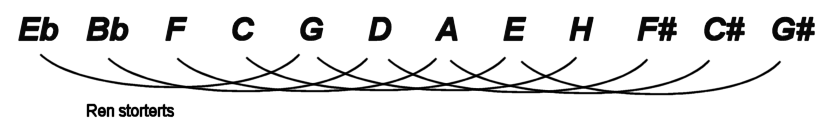 Eb Bb F C G D A E H F# C# G#
Ren storterts